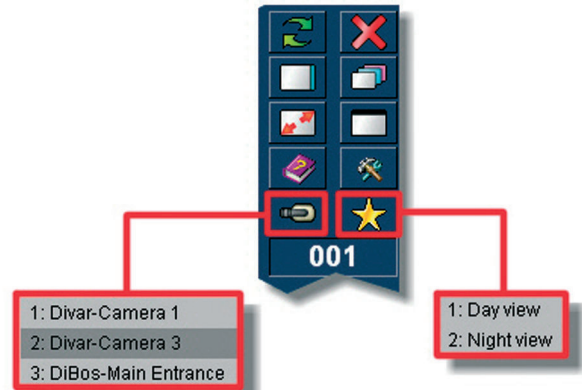 001
1: Divar-Camera 1
2: Divar-Camera 3
3: DiBos-Main Entrance
1: Day view
2: Night view